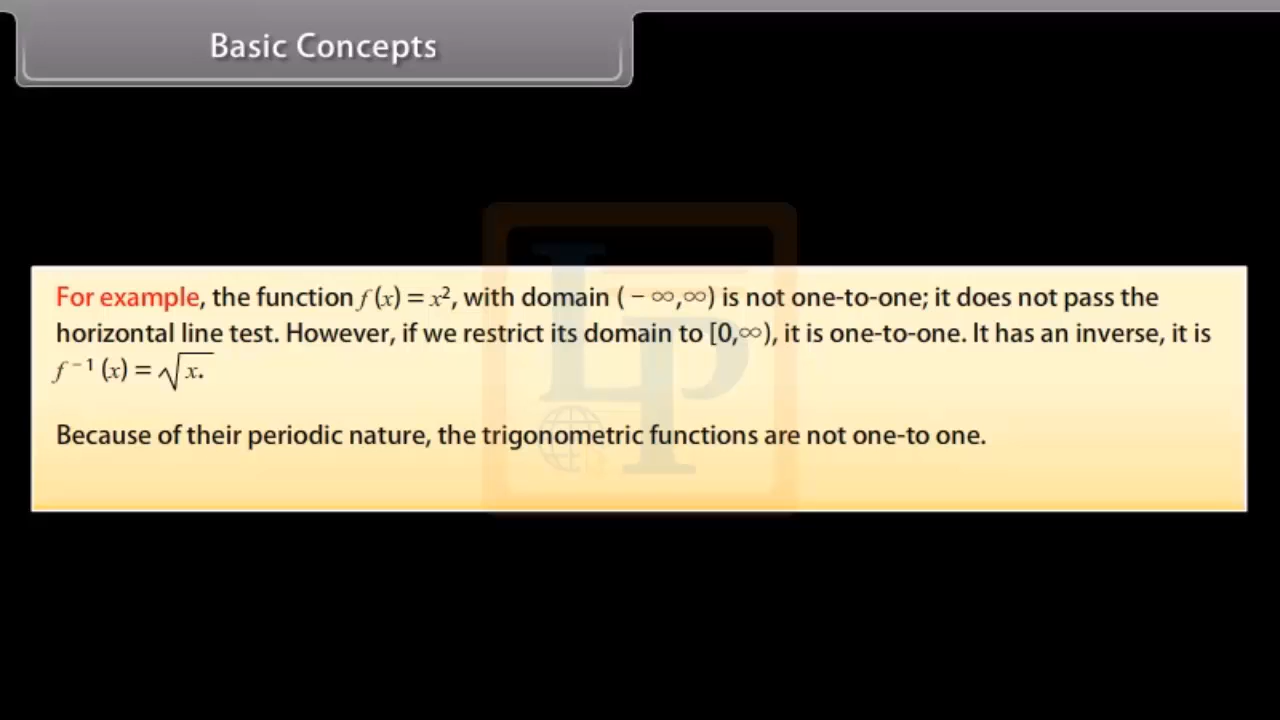 Basic Concepts
For example, the function f (x) = x², with domain ( − ∞,∞) is not one-to-one; it does not pass the
horizontal line test. However, if we restrict its domain to [0,∞), it is one-to-one. It has an inverse, it is
f ⁻¹ (x) = √x.
Because of their periodic nature, the trigonometric functions are not one-to one.
LP